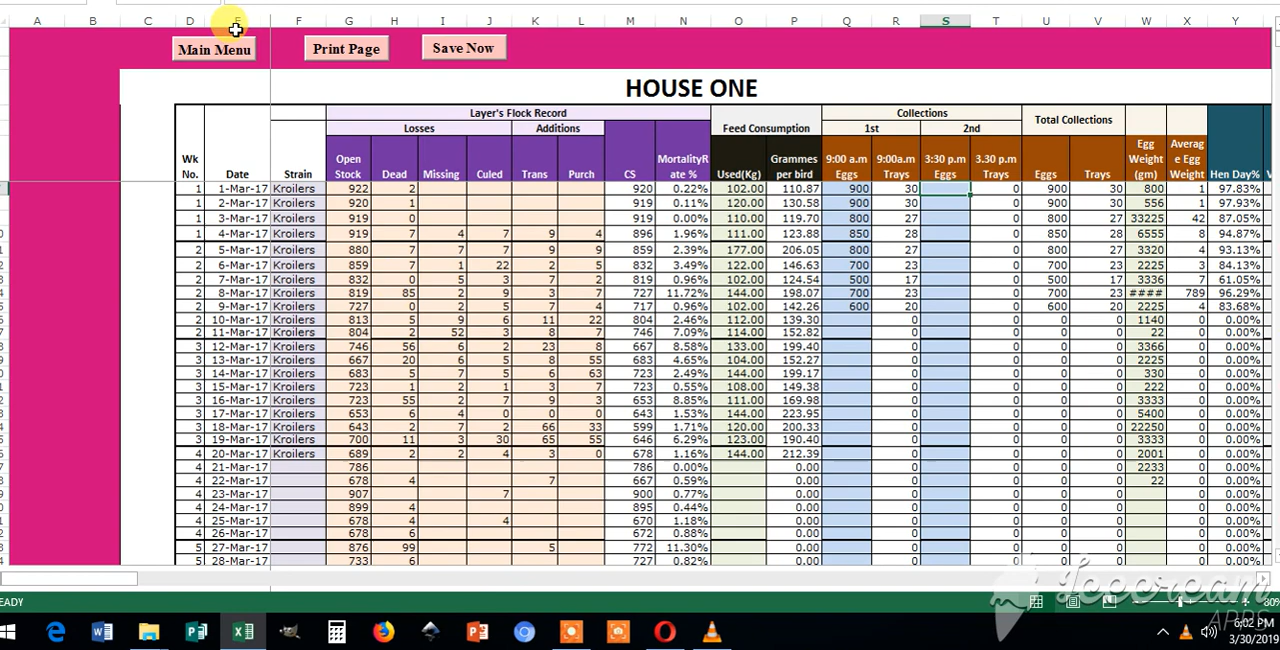 C D E F G H I J K L M N O P Q R S T U V W X Y
A B
Main Menu Print Page Save Now
HOUSE ONE
Layer's Flock Record Collections
Losses Additions Feed Consumption 1st 2nd Total Collections
Wk No. Date Strain Open Stock Dead Missing Culed Trans Purch CS MortalityR ate % Used(Kg) Grammes per bird 9:00 a.m Eggs 9:00a.m Trays 3:30 p.m Eggs 3.30 p.m Trays Eggs Trays Egg Weight (gm) Averag e Egg Weight Hen Day%
1 1-Mar-17 Kroilers 922 2 920 0.22% 102.00 110.87 900 30 0 900 30 800 1 97.83%
1 2-Mar-17 Kroilers 920 1 919 0.11% 120.00 130.58 900 30 0 900 30 556 1 97.93%
1 3-Mar-17 Kroilers 919 0 919 0.00% 110.00 119.70 800 27 0 800 27 33225 42 87.05%
1 4-Mar-17 Kroilers 919 7 4 7 9 4 896 1.96% 111.00 123.88 850 28 0 850 28 6555 8 94.87%
2 5-Mar-17 Kroilers 880 7 7 7 9 9 859 2.39% 177.00 206.05 800 27 0 800 27 3320 4 93.13%
2 6-Mar-17 Kroilers 859 7 1 22 2 5 832 3.49% 122.00 146.63 700 23 0 700 23 2225 3 84.13%
2 7-Mar-17 Kroilers 832 0 5 3 7 2 819 0.96% 102.00 124.54 500 17 0 500 17 3336 7 61.05%
2 8-Mar-17 Kroilers 819 85 2 9 3 7 727 11.72% 144.00 198.07 700 23 0 700 23 #### 789 96.29%
2 9-Mar-17 Kroilers 727 0 2 5 7 4 717 0.96% 102.00 142.26 600 20 0 600 20 2225 4 83.68%
2 10-Mar-17 Kroilers 813 5 9 6 11 22 804 2.46% 112.00 139.30 0 0 0 0 1140 0 0.00%
2 11-Mar-17 Kroilers 804 2 52 3 8 7 746 7.09% 114.00 152.82 0 0 0 0 22 0 0.00%
3 12-Mar-17 Kroilers 746 56 6 2 23 8 667 8.58% 133.00 199.40 0 0 0 0 3366 0 0.00%
3 13-Mar-17 Kroilers 667 20 6 5 8 55 683 4.65% 104.00 152.27 0 0 0 0 2225 0 0.00%
3 14-Mar-17 Kroilers 683 5 7 5 6 63 723 2.49% 144.00 199.17 0 0 0 0 330 0 0.00%
3 15-Mar-17 Kroilers 723 1 2 1 3 7 723 0.55% 108.00 149.38 0 0 0 0 222 0 0.00%
3 16-Mar-17 Kroilers 723 55 2 7 9 3 653 8.85% 111.00 169.98 0 0 0 0 3333 0 0.00%
3 17-Mar-17 Kroilers 653 6 4 0 0 0 643 1.53% 144.00 223.95 0 0 0 0 5400 0 0.00%
3 18-Mar-17 Kroilers 643 2 7 2 66 33 599 1.71% 120.00 200.33 0 0 0 0 22250 0 0.00%
3 19-Mar-17 Kroilers 700 11 3 30 65 55 646 6.29% 123.00 190.40 0 0 0 0 3333 0 0.00%
4 20-Mar-17 Kroilers 689 2 2 4 3 0 678 1.16% 144.00 212.39 0 0 0 0 2001 0 0.00%
4 21-Mar-17 786 786 0.00% 0.00 0 0 0 0 2233 0 0.00%
4 22-Mar-17 678 4 7 667 0.59% 0.00 0 0 0 0 22 0 0.00%
4 23-Mar-17 907 7 900 0.77% 0.00 0 0 0 0 0 0.00%
4 24-Mar-17 899 4 895 0.44% 0.00 0 0 0 0 0 0.00%
4 25-Mar-17 678 4 4 670 1.18% 0.00 0 0 0 0 0 0.00%
4 26-Mar-17 678 6 672 0.88% 0.00 0 0 0 0 0 0.00%
5 27-Mar-17 876 99 5 772 11.30% 0.00 0 0 0 0 0 0.00%
5 28-Mar-17 733 6 727 0.82% 0.00 0 0 0 0 0 0.00%
Icecream
APPS
EADY 80%
6:02 PM
3/30/2019